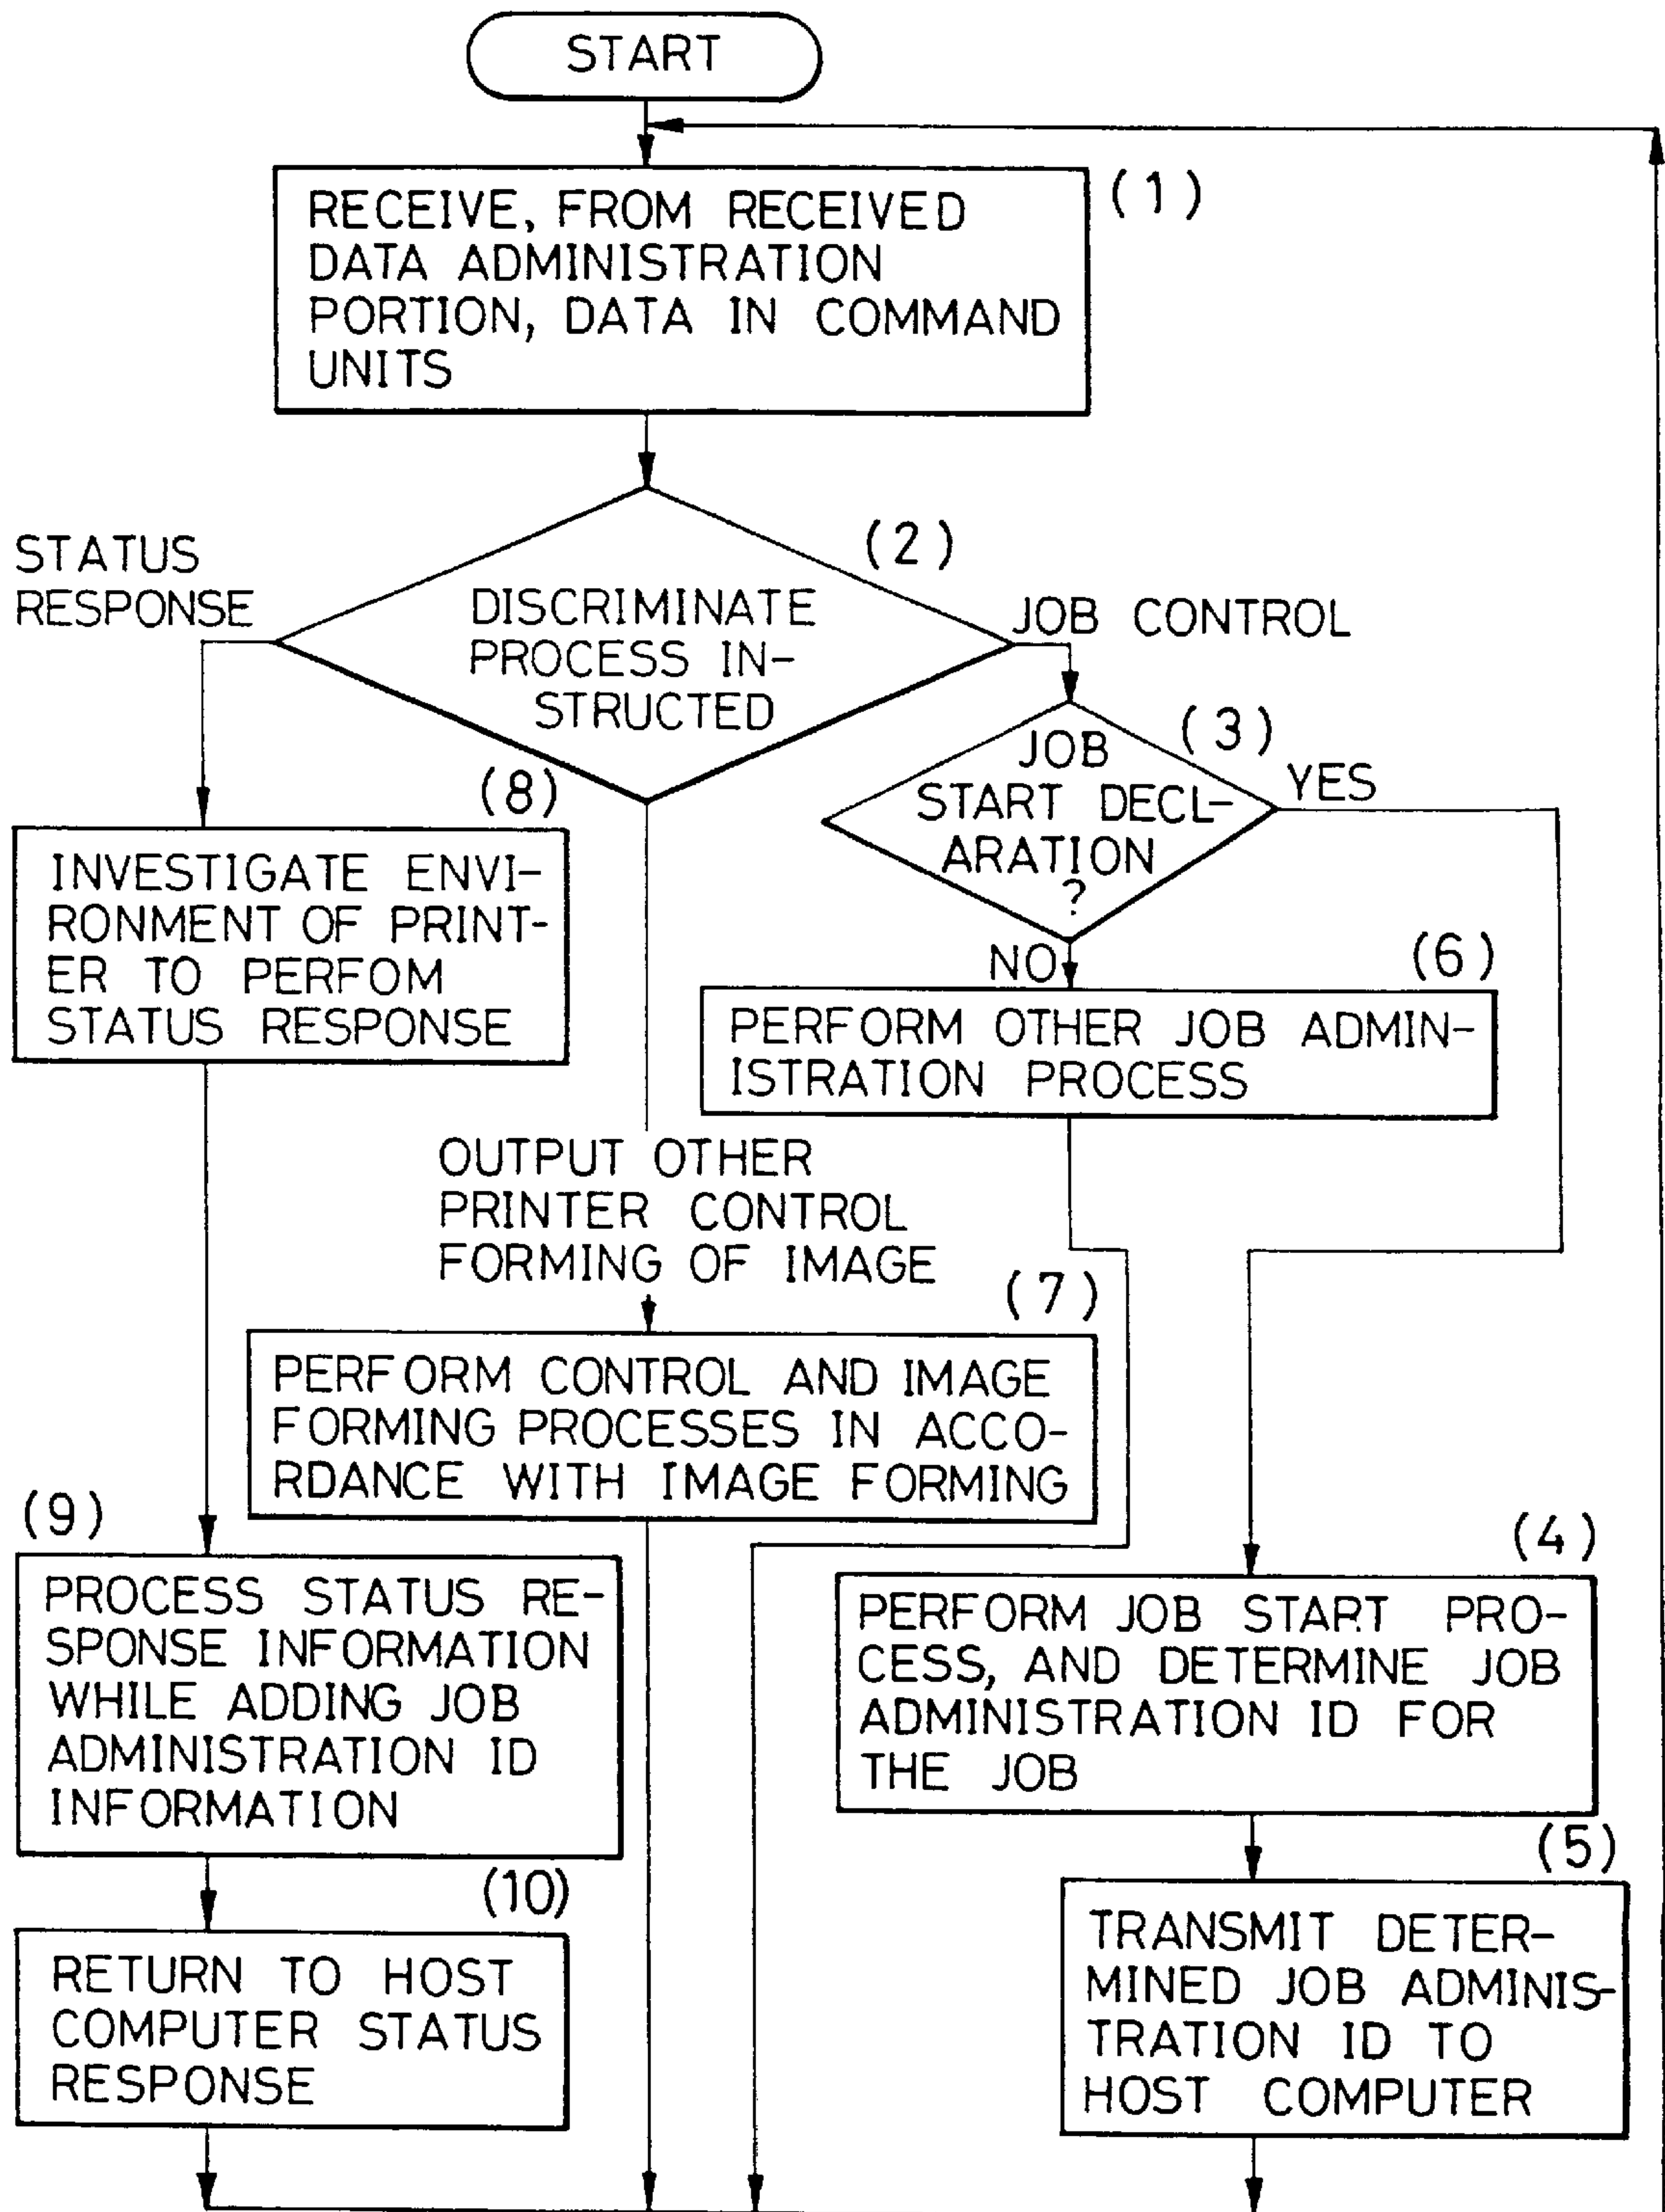 START
RECEIVE, FROM RECEIVED
DATA ADMINISTRATION
PORTION, DATA IN COMMAND
UNITS
(1)
STATUS
RESPONSE
(2)
DISCRIMINATE
PROCESS IN-
STRUCTED
JOB CONTROL
(3)
JOB
START DECL-
ARATION
?
YES
NO
(8)
INVESTIGATE ENVI-
RONMENT OF PRINT-
ER TO PERFOM
STATUS RESPONSE
(6)
PERFORM OTHER JOB ADMIN-
ISTRATION PROCESS
OUTPUT OTHER
PRINTER CONTROL
FORMING OF IMAGE
(7)
PERFORM CONTROL AND IMAGE
FORMING PROCESSES IN ACCO-
RDANCE WITH IMAGE FORMING
(9)
PROCESS STATUS RE-
SPONSE INFORMATION
WHILE ADDING JOB
ADMINISTRATION ID
INFORMATION
(4)
PERFORM JOB START PRO-
CESS, AND DETERMINE JOB
ADMINISTRATION ID FOR
THE JOB
(10)
RETURN TO HOST
COMPUTER STATUS
RESPONSE
(5)
TRANSMIT DETER-
MINED JOB ADMINIS-
TRATION ID TO
HOST COMPUTER